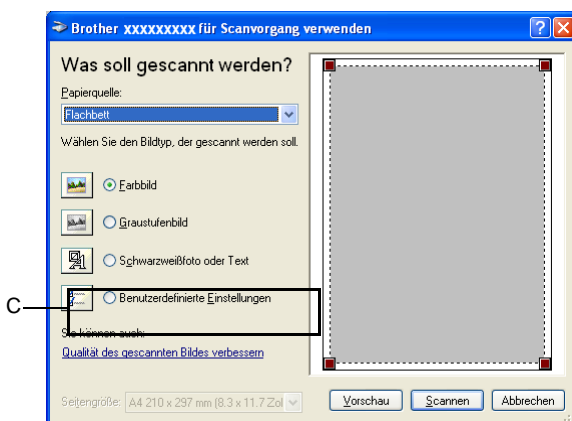 Brother xxxxxxxxx für Scanvorgang verwenden
Was soll gescannt werden?
Papierquelle:
Flachbett
Wählen Sie den Bildtyp, der gescannt werden soll.
Farbbild
Graustufenbild
Schwarzweißfoto oder Text
C
Benutzerdefinierte Einstellungen
Sie können auch:
Qualität des gescannten Bildes verbessern
Seitengröße: A4 210 x 297 mm (8.3 x 11.7 Zol
Vorschau Scannen Abbrechen